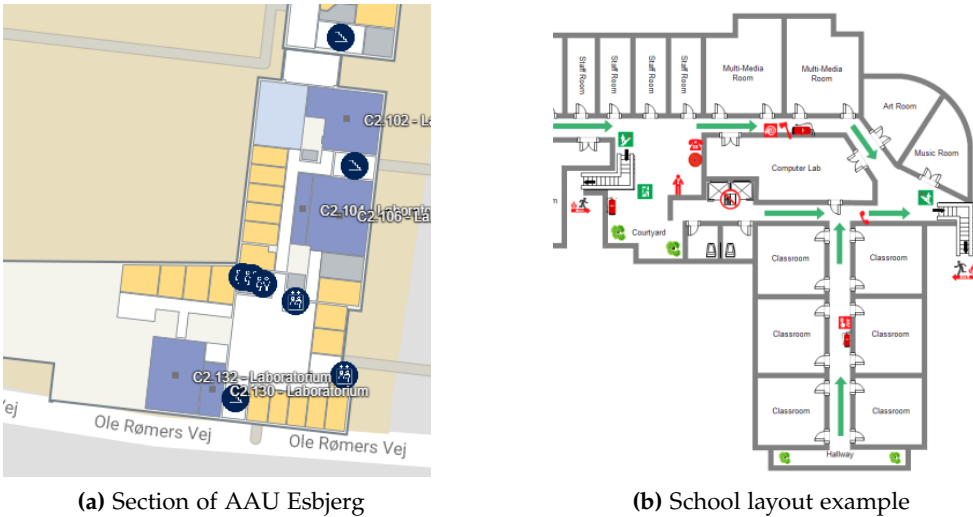 C2.102 - La
C2.104 - Laboratorium
C2.106 - La
C2.132 - Laboratorium
C2.130 - Laboratorium
Vej
Ole Rømers Vej
Ole Rømers Vej
(a) Section of AAU Esbjerg
Staff Room
Staff Room
Staff Room
Staff Room
Multi-Media
Room
Multi-Media
Room
Art Room
Music Room
Computer Lab
m
Courtyard
Classroom
Classroom
Classroom
Classroom
Classroom
Classroom
Hallway
(b) School layout example